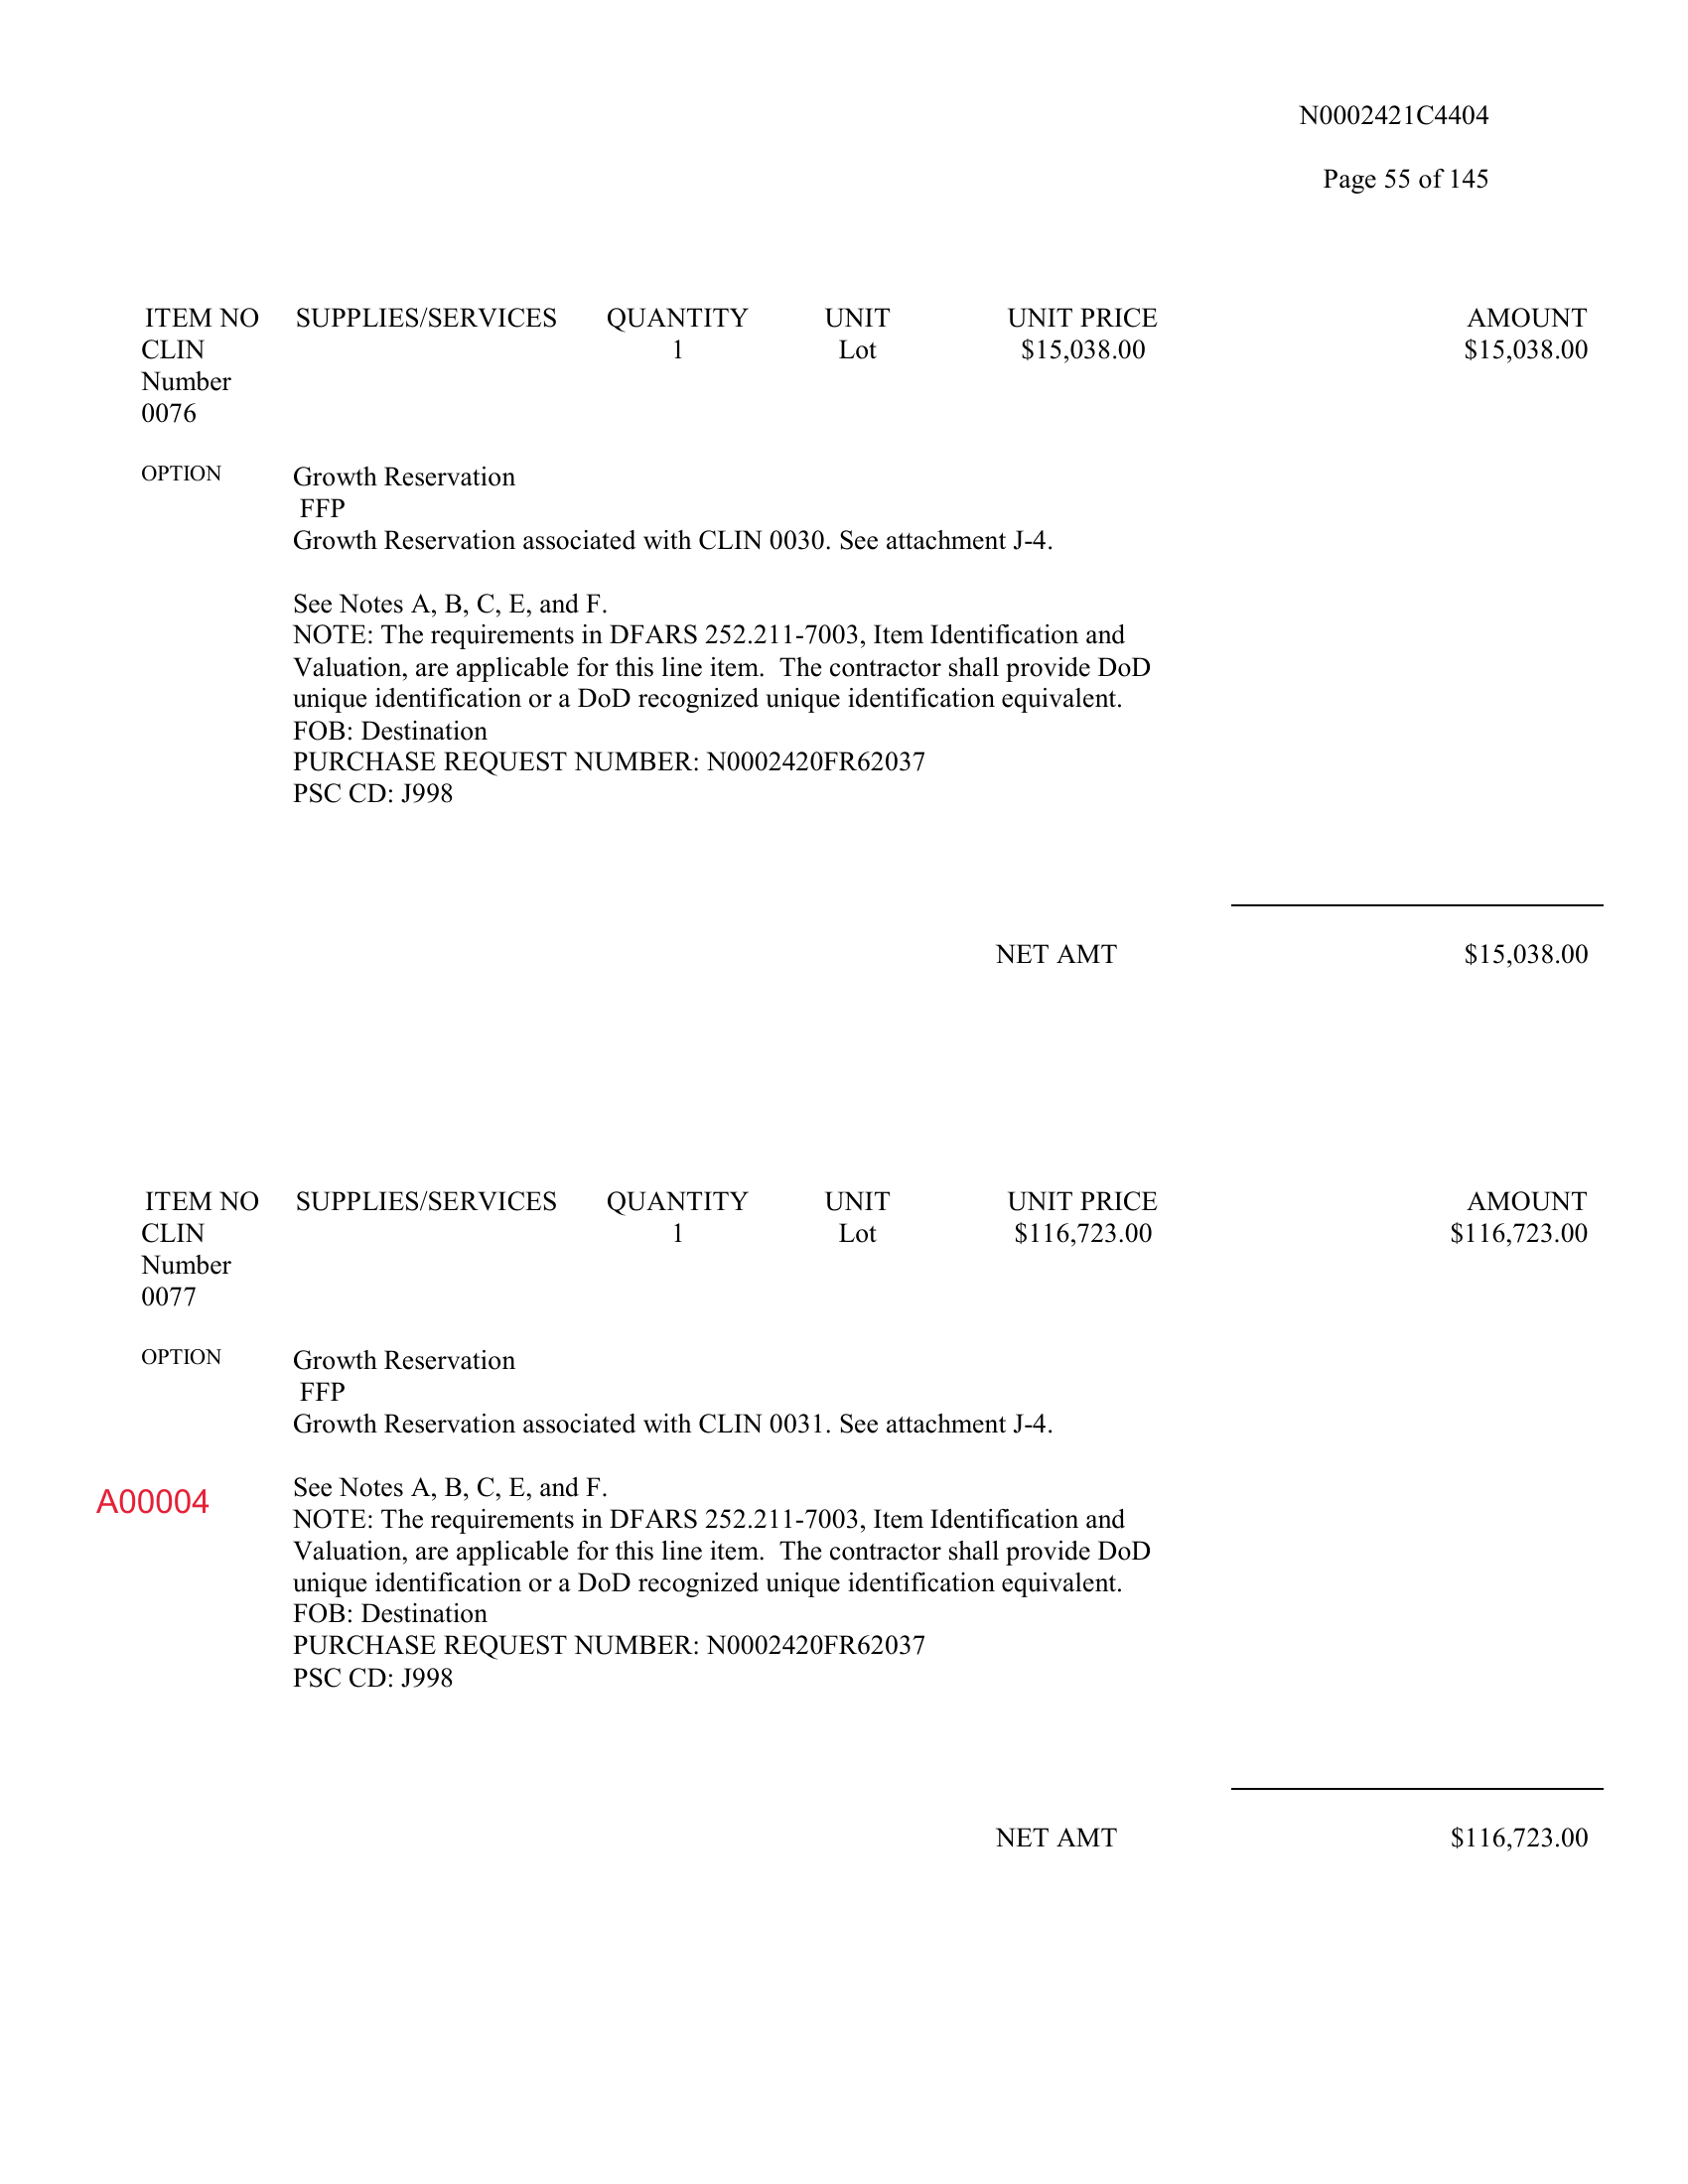 N0002421C4404
Page 55 of 145
ITEM NO SUPPLIES/SERVICES QUANTITY UNIT UNIT PRICE AMOUNT
CLIN 1 Lot $15,038.00 $15,038.00
Number
0076
OPTION Growth Reservation
FFP
Growth Reservation associated with CLIN 0030. See attachment J-4.
See Notes A, B, C, E, and F.
NOTE: The requirements in DFARS 252.211-7003, Item Identification and
Valuation, are applicable for this line item. The contractor shall provide DoD
unique identification or a DoD recognized unique identification equivalent.
FOB: Destination
PURCHASE REQUEST NUMBER: N0002420FR62037
PSC CD: J998
NET AMT $15,038.00
ITEM NO SUPPLIES/SERVICES QUANTITY UNIT UNIT PRICE AMOUNT
CLIN 1 Lot $116,723.00 $116,723.00
Number
0077
OPTION Growth Reservation
FFP
Growth Reservation associated with CLIN 0031. See attachment J-4.
See Notes A, B, C, E, and F.
A00004
NOTE: The requirements in DFARS 252.211-7003, Item Identification and
Valuation, are applicable for this line item. The contractor shall provide DoD
unique identification or a DoD recognized unique identification equivalent.
FOB: Destination
PURCHASE REQUEST NUMBER: N0002420FR62037
PSC CD: J998
NET AMT $116,723.00